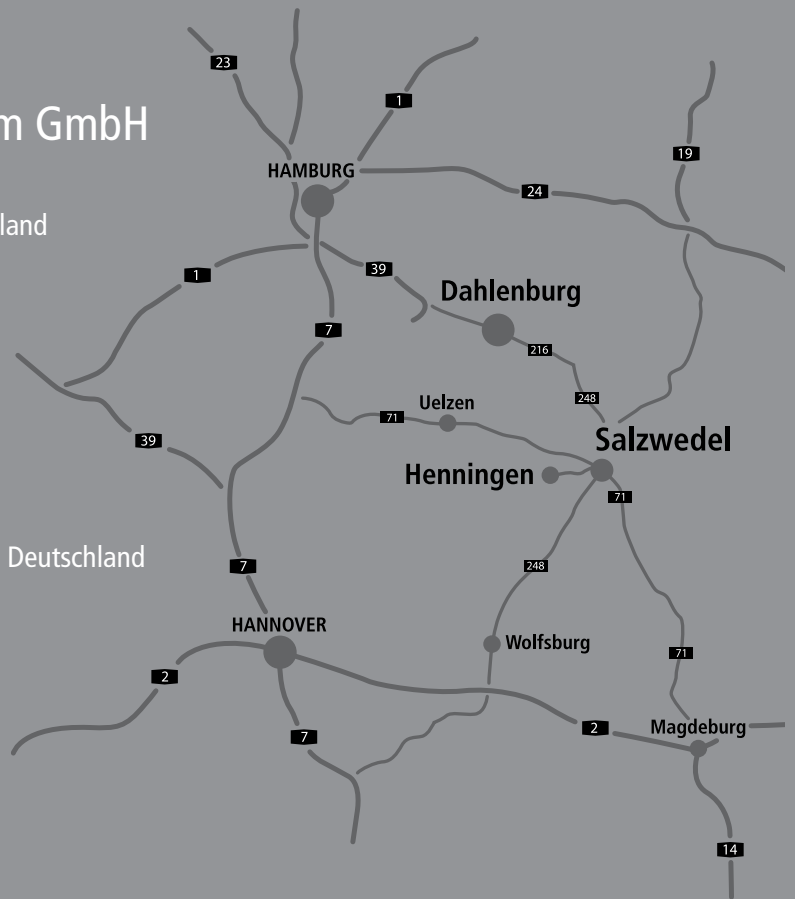 23
1
19
m GmbH
HAMBURG
24
land
39
1
Dahlenburg
7
216
248
Uelzen
71
39
Salzwedel
Henningen
71
Deutschland
248
7
HANNOVER
Wolfsburg
71
2
Magdeburg
2
7
14